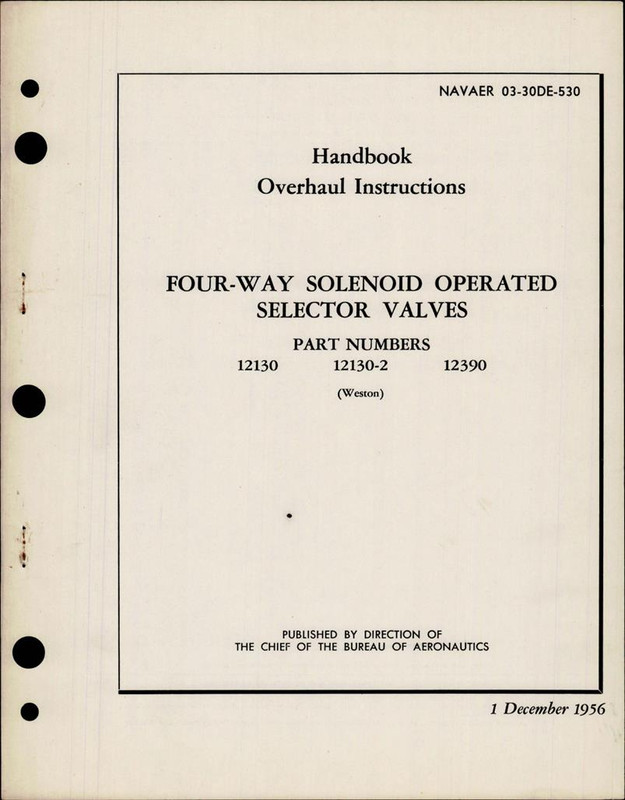 NAVAER 03-30DE-530
Handbook
Overhaul Instructions
FOUR-WAY SOLENOID OPERATED
SELECTOR VALVES
PART NUMBERS
12130 12130-2 12390
(Weston)
PUBLISHED BY DIRECTION OF
THE CHIEF OF THE BUREAU OF AERONAUTICS
1 December 1956